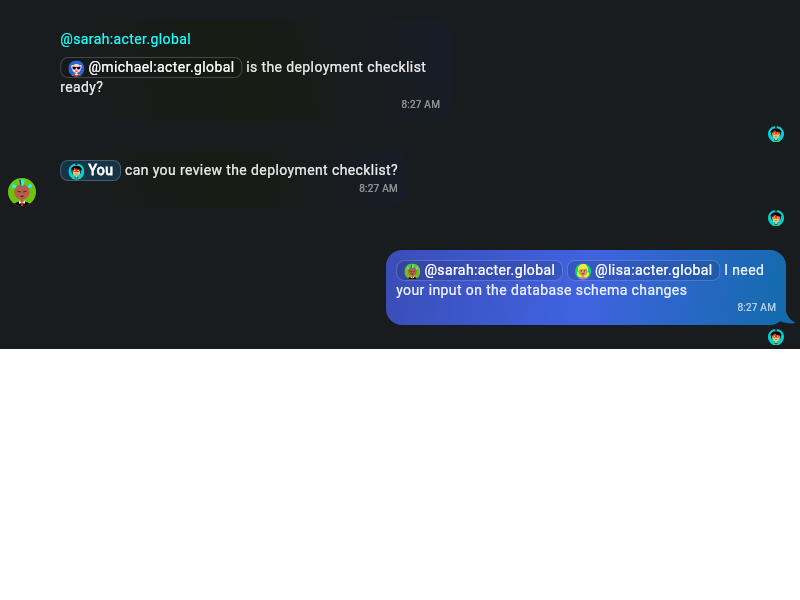 @sarah:acter.global
@michael:acter.global is the deployment checklist
ready?
8:27 AM
You can you review the deployment checklist?
8:27 AM
@sarah:acter.global @lisa:acter.global I need
your input on the database schema changes
8:27 AM